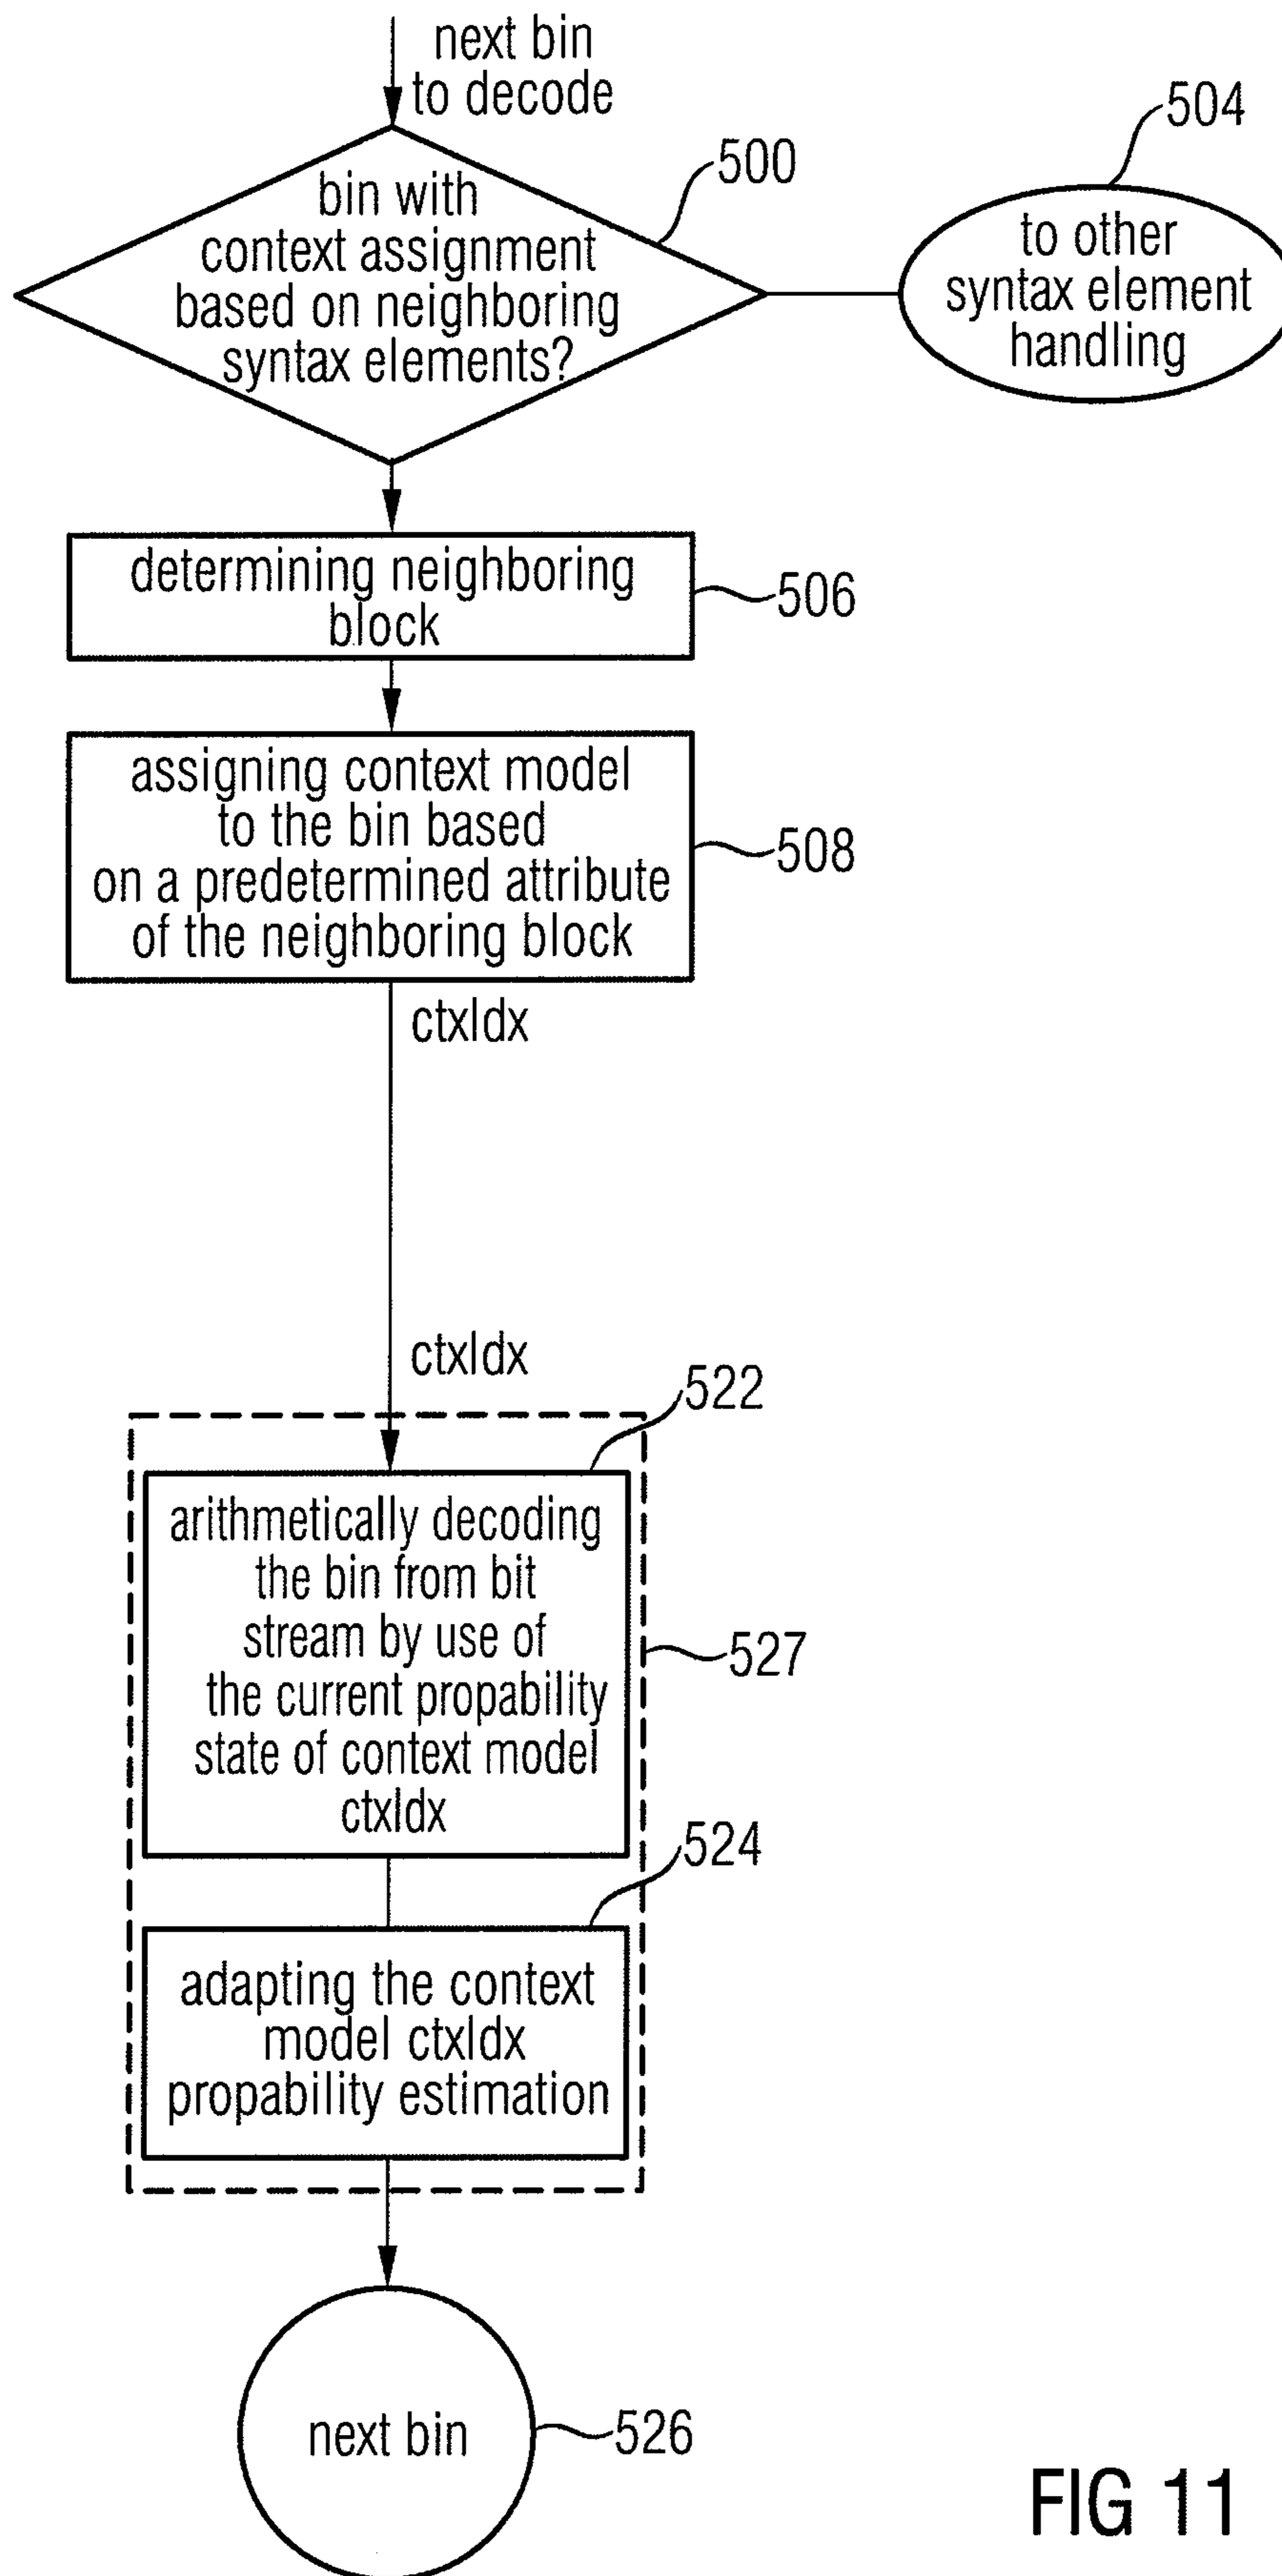 next bin
to decode
504
500
bin with
context assignment
based on neighboring
syntax elements?
to other
syntax element
handling
determining neighboring
block
506
assigning context model
to the bin based
on a predetermined attribute
of the neighboring block
508
ctxIdx
ctxIdx
522
arithmetically decoding
the bin from bit
stream by use of
the current propability
state of context model
ctxIdx
527
524
adapting the context
model ctxIdx
propability estimation
next bin
526
FIG 11